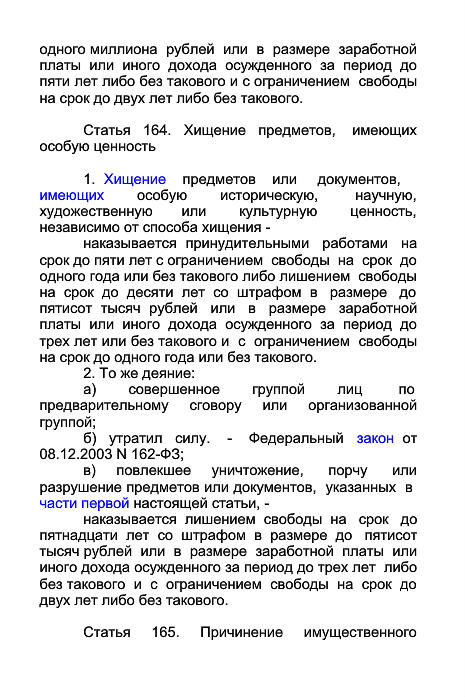 одного миллиона рублей или в размере заработной
платы или иного дохода осужденного за период до
пяти лет либо без такового и с ограничением свободы
на срок до двух лет либо без такового.
Статья 164. Хищение предметов, имеющих
особую ценность
1. Хищение предметов или документов,
имеющих особую историческую, научную,
художественную или культурную ценность,
независимо от способа хищения -
наказывается принудительными работами на
срок до пяти лет с ограничением свободы на срок до
одного года или без такового либо лишением свободы
на срок до десяти лет со штрафом в размере до
пятисот тысяч рублей или в размере заработной
платы или иного дохода осужденного за период до
трех лет или без такового и с ограничением свободы
на срок до одного года или без такового.
2. То же деяние:
а) совершенное группой лиц по
предварительному сговору или организованной
группой;
б) утратил силу. - Федеральный закон от
08.12.2003 N 162-ФЗ;
в) повлекшее уничтожение, порчу или
разрушение предметов или документов, указанных в
части первой настоящей статьи, -
наказывается лишением свободы на срок до
пятнадцати лет со штрафом в размере до пятисот
тысяч рублей или в размере заработной платы или
иного дохода осужденного за период до трех лет либо
без такового и с ограничением свободы на срок до
двух лет либо без такового.
Статья 165. Причинение имущественного